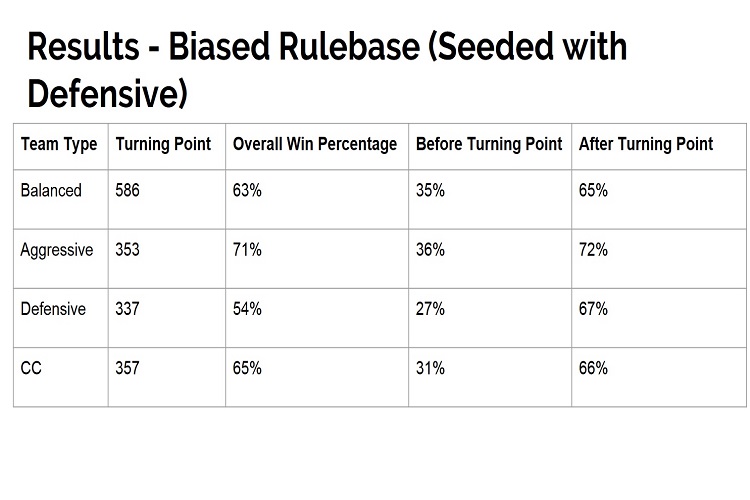 Results - Biased Rulebase (Seeded with
Defensive)
Team Type Turning Point Overall Win Percentage Before Turning Point After Turning Point
Balanced 586 63% 35% 65%
Aggressive 353 71% 36% 72%
Defensive 337 54% 27% 67%
CC 357 65% 31% 66%